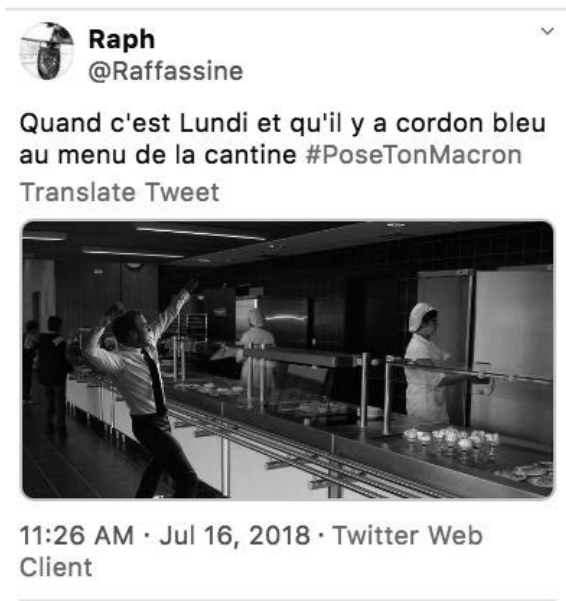 Raph
@Raffassine
Quand c'est Lundi et qu'il y a cordon bleu
au menu de la cantine #PoseTonMacron
Translate Tweet
11:26 AM · Jul 16, 2018 · Twitter Web
Client